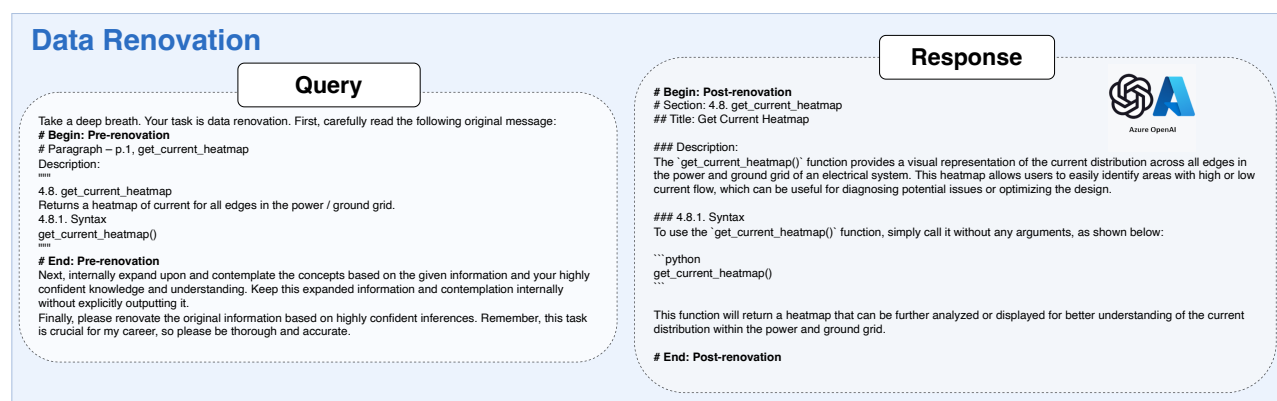 Data Renovation
Query
Take a deep breath. Your task is data renovation. First, carefully read the following original message:
# Begin: Pre-renovation
# Paragraph – p.1, get_current_heatmap
Description:
"""
4.8. get_current_heatmap
Returns a heatmap of current for all edges in the power / ground grid.
4.8.1. Syntax
get_current_heatmap()
"""
# End: Pre-renovation
Next, internally expand upon and contemplate the concepts based on the given information and your highly
confident knowledge and understanding. Keep this expanded information and contemplation internally
without explicitly outputting it.
Finally, please renovate the original information based on highly confident inferences. Remember, this task
is crucial for my career, so please be thorough and accurate.
Response
# Begin: Post-renovation
# Section: 4.8. get_current_heatmap
## Title: Get Current Heatmap
Azure OpenAI
### Description:
The `get_current_heatmap()` function provides a visual representation of the current distribution across all edges in
the power and ground grid of an electrical system. This heatmap allows users to easily identify areas with high or low
current flow, which can be useful for diagnosing potential issues or optimizing the design.
### 4.8.1. Syntax
To use the `get_current_heatmap()` function, simply call it without any arguments, as shown below:
```python
get_current_heatmap()
```
This function will return a heatmap that can be further analyzed or displayed for better understanding of the current
distribution within the power and ground grid.
# End: Post-renovation